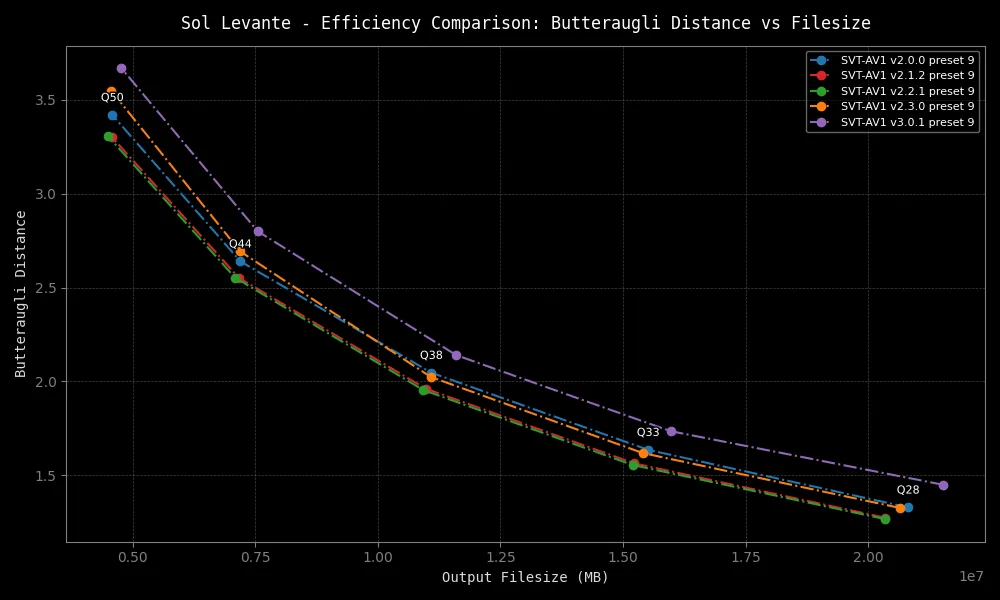 Sol Levante - Efficiency Comparison: Butteraugli Distance vs Filesize
SVT-AV1 v2.0.0 preset 9
SVT-AV1 v2.1.2 preset 9
SVT-AV1 v2.2.1 preset 9
SVT-AV1 v2.3.0 preset 9
SVT-AV1 v3.0.1 preset 9
Q50
Q44
Q38
Q33
Q28
Butteraugli Distance
3.5
3.0
2.5
2.0
1.5
0.50
0.75
1.00
1.25
1.50
1.75
2.00
1e7
Output Filesize (MB)